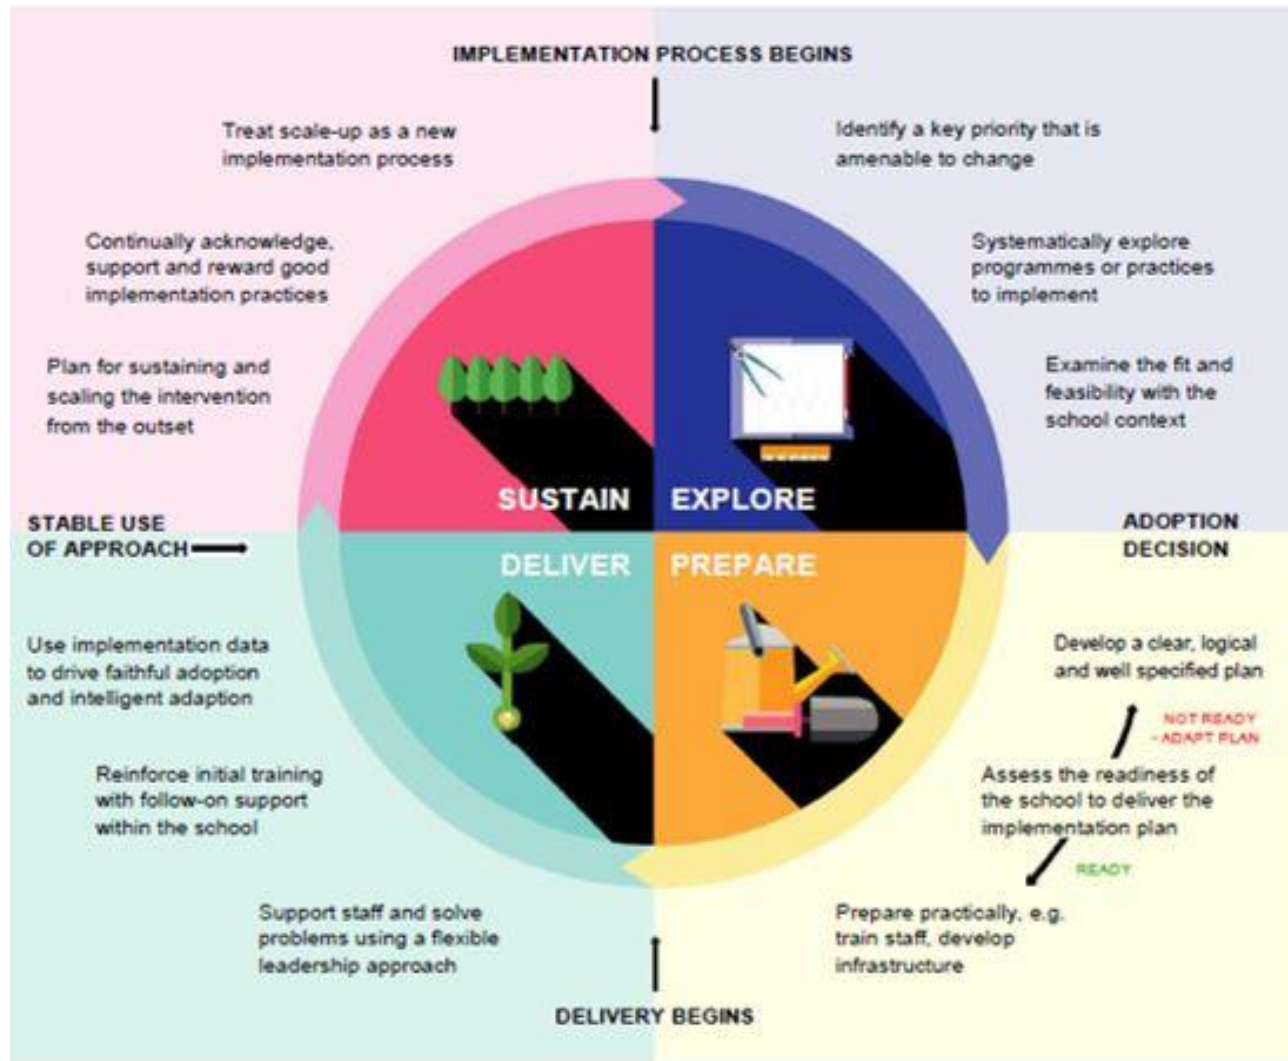 IMPLEMENTATION PROCESS BEGINS
Identify a key priority that is
amenable to change
Systematically explore
programmes or practices
to implement
Examine the fit and
feasibility with the
school context
EXPLORE
ADOPTION
DECISION
PREPARE
Develop a clear, logical
and well specified plan
NOT READY
- ADAPT PLAN
Assess the readiness of
the school to deliver the
implementation plan
READY
Prepare practically, e.g.
train staff, develop
infrastructure
DELIVERY BEGINS
DELIVER
Support staff and solve
problems using a flexible
leadership approach
Reinforce initial training
with follow-on support
within the school
Use implementation data
to drive faithful adoption
and intelligent adaption
STABLE USE
OF APPROACH
SUSTAIN
Plan for sustaining and
scaling the intervention
from the outset
Continually acknowledge,
support and reward good
implementation practices
Treat scale-up as a new
implementation process